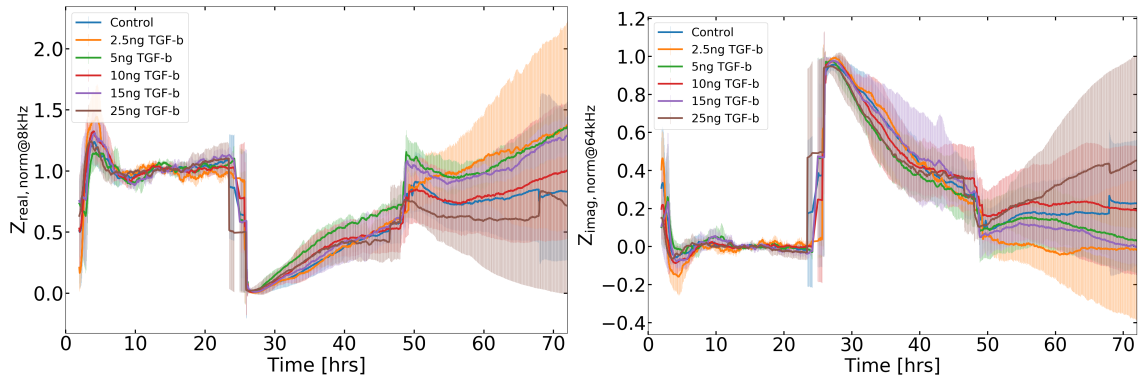 Control
2.5ng TGF-b
5ng TGF-b
10ng TGF-b
15ng TGF-b
25ng TGF-b
Z real, norm@8kHz
2.0
1.5
1.0
0.5
0.0
0 10 20 30 40 50 60 70
Time [hrs]
Control
2.5ng TGF-b
5ng TGF-b
10ng TGF-b
15ng TGF-b
25ng TGF-b
Z imag, norm@64kHz
1.2
1.0
0.8
0.6
0.4
0.2
0.0
−0.2
−0.4
0 10 20 30 40 50 60 70
Time [hrs]